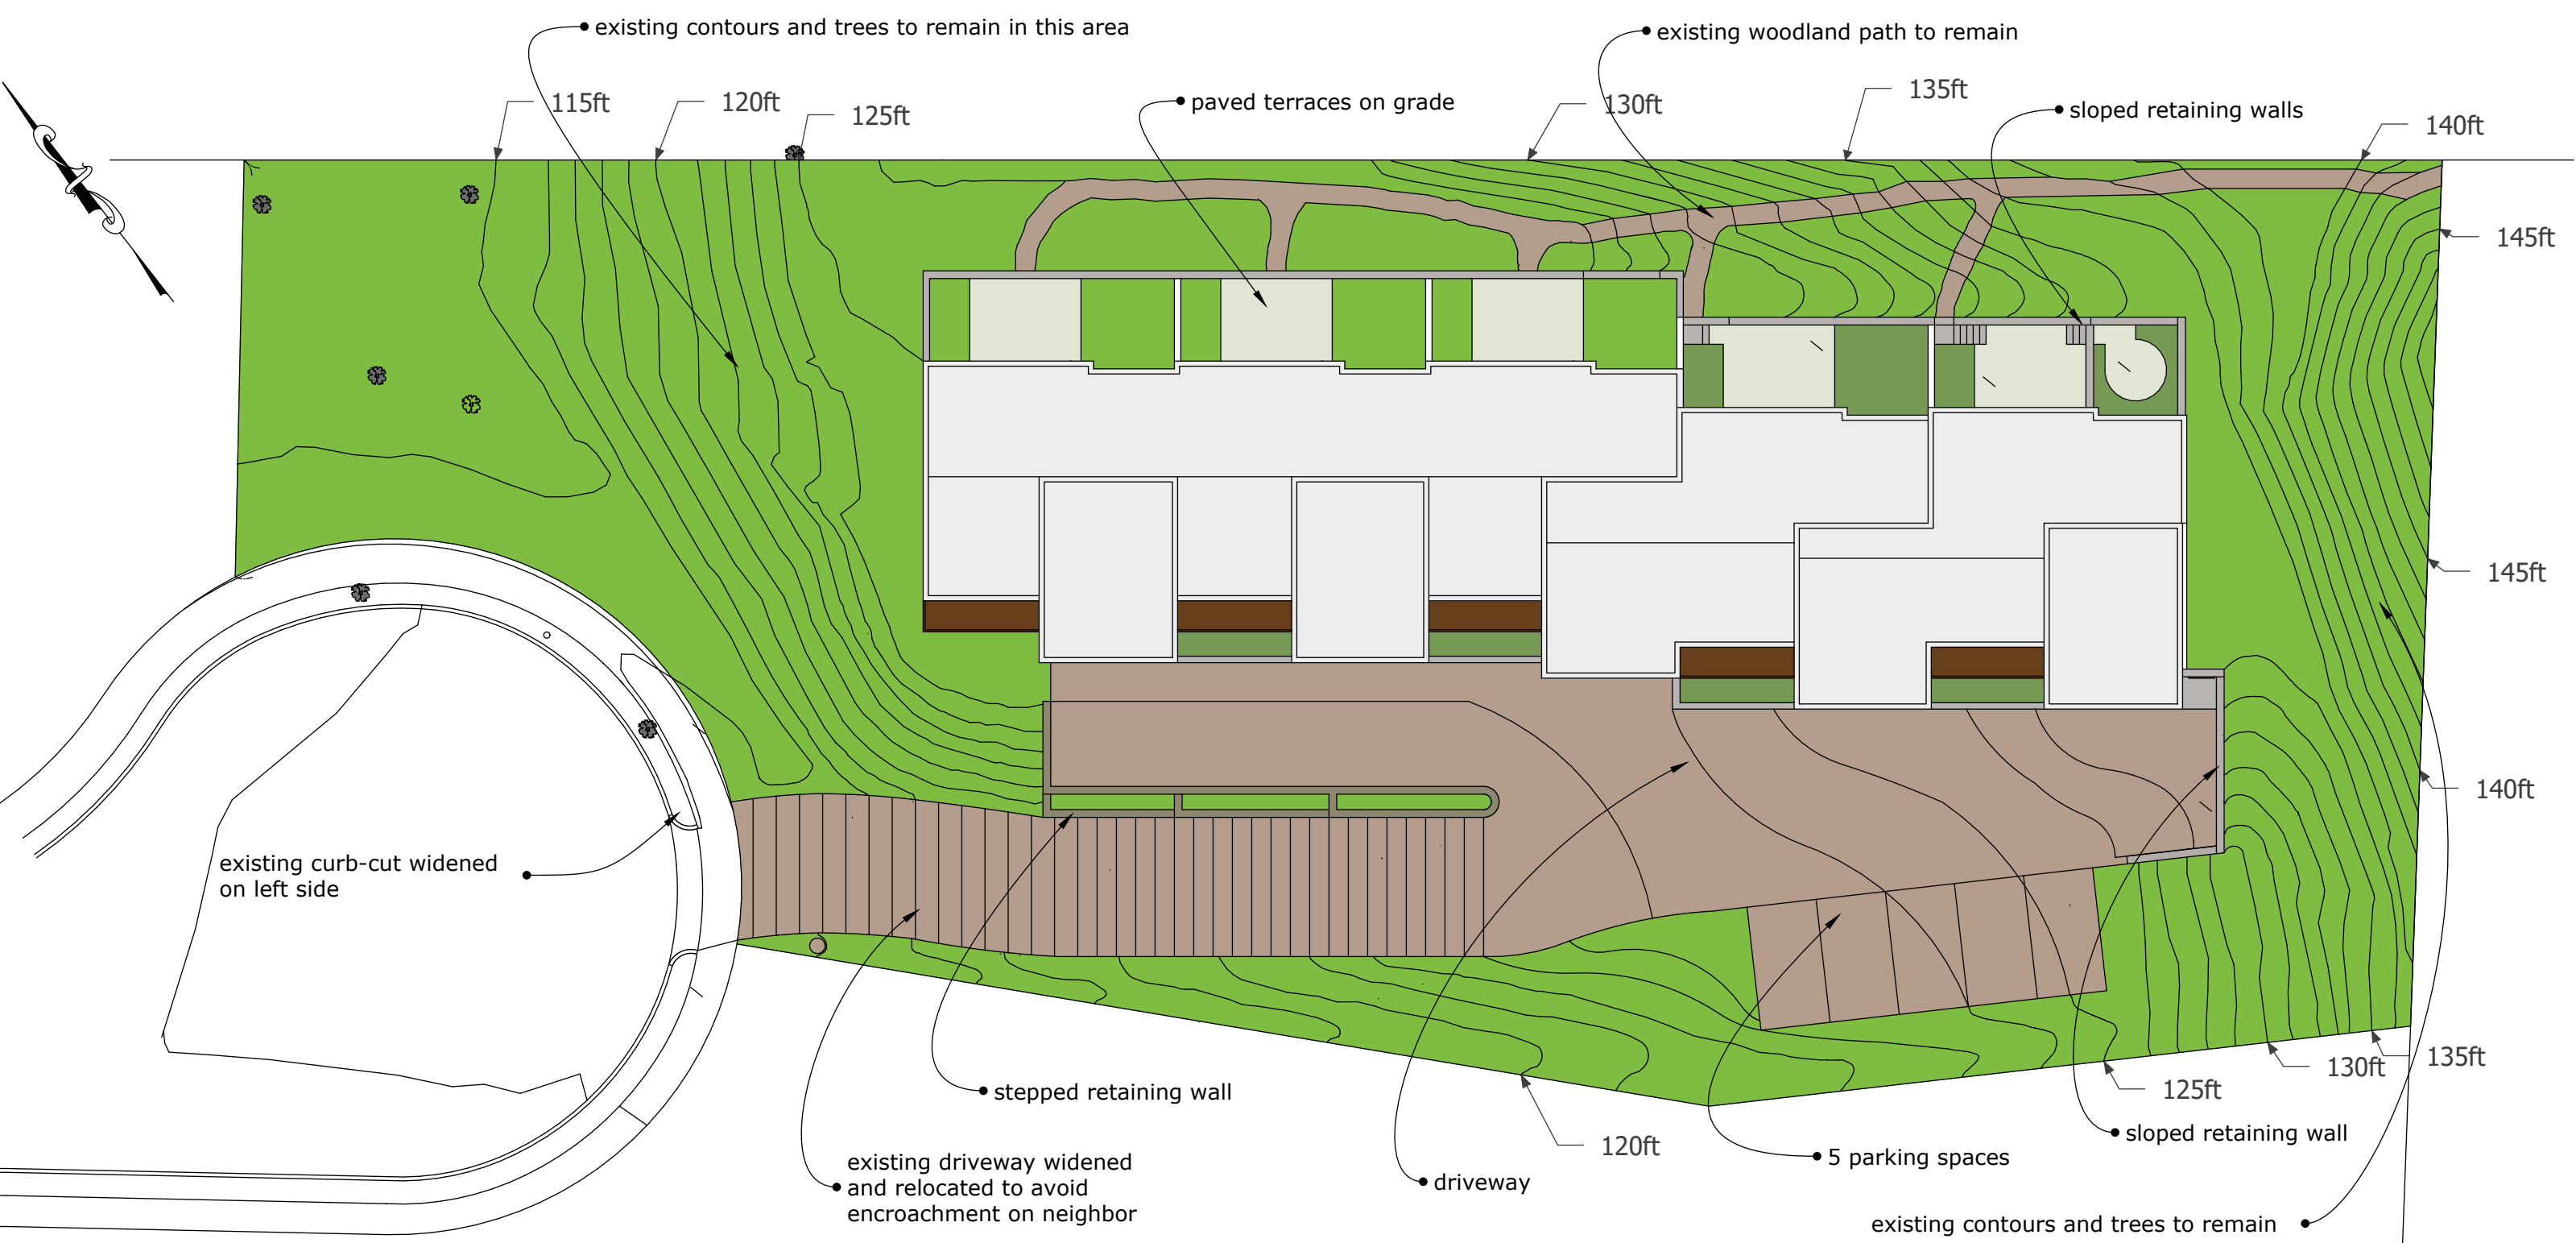 existing contours and trees to remain in this area
existing woodland path to remain
115ft
120ft
125ft
paved terraces on grade
130ft
135ft
sloped retaining walls
140ft
145ft
145ft
140ft
existing curb-cut widened
on left side
stepped retaining wall
existing driveway widened
and relocated to avoid
encroachment on neighbor
120ft
driveway
5 parking spaces
125ft
130ft
135ft
sloped retaining wall
existing contours and trees to remain